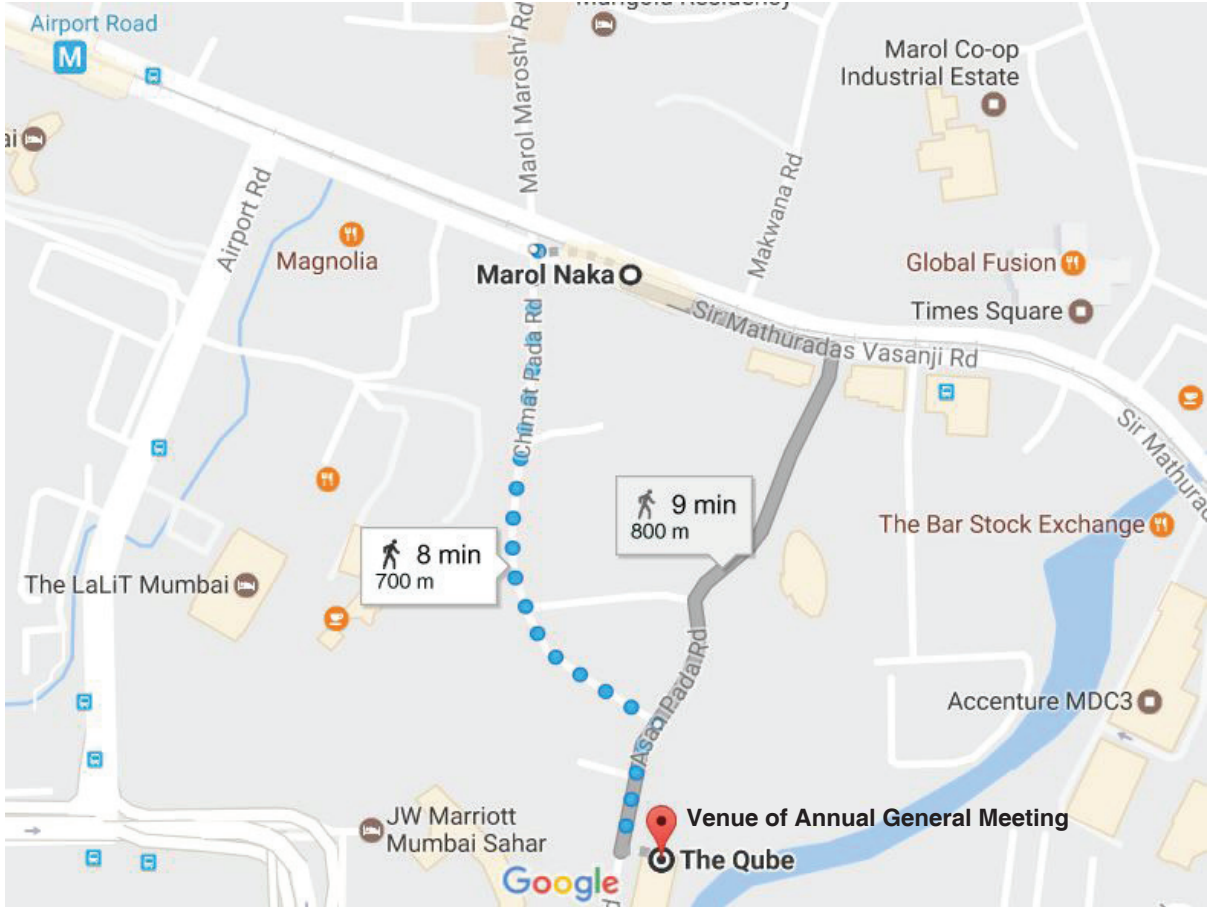 Airport Road
M
Marol Maroshi Rd
Marol Co-op
Industrial Estate
Airport Rd
Makwana Rd
Magnolia
Marol Naka
Global Fusion
Times Square
Sir Mathuradas Vasanji Rd
Chimat Pada Rd
9 min
800 m
8 min
700 m
The Bar Stock Exchange
The LaLiT Mumbai
Asan Pada Rd
Accenture MDC3
JW Marriott
Mumbai Sahar
Venue of Annual General Meeting
The Qube
Google